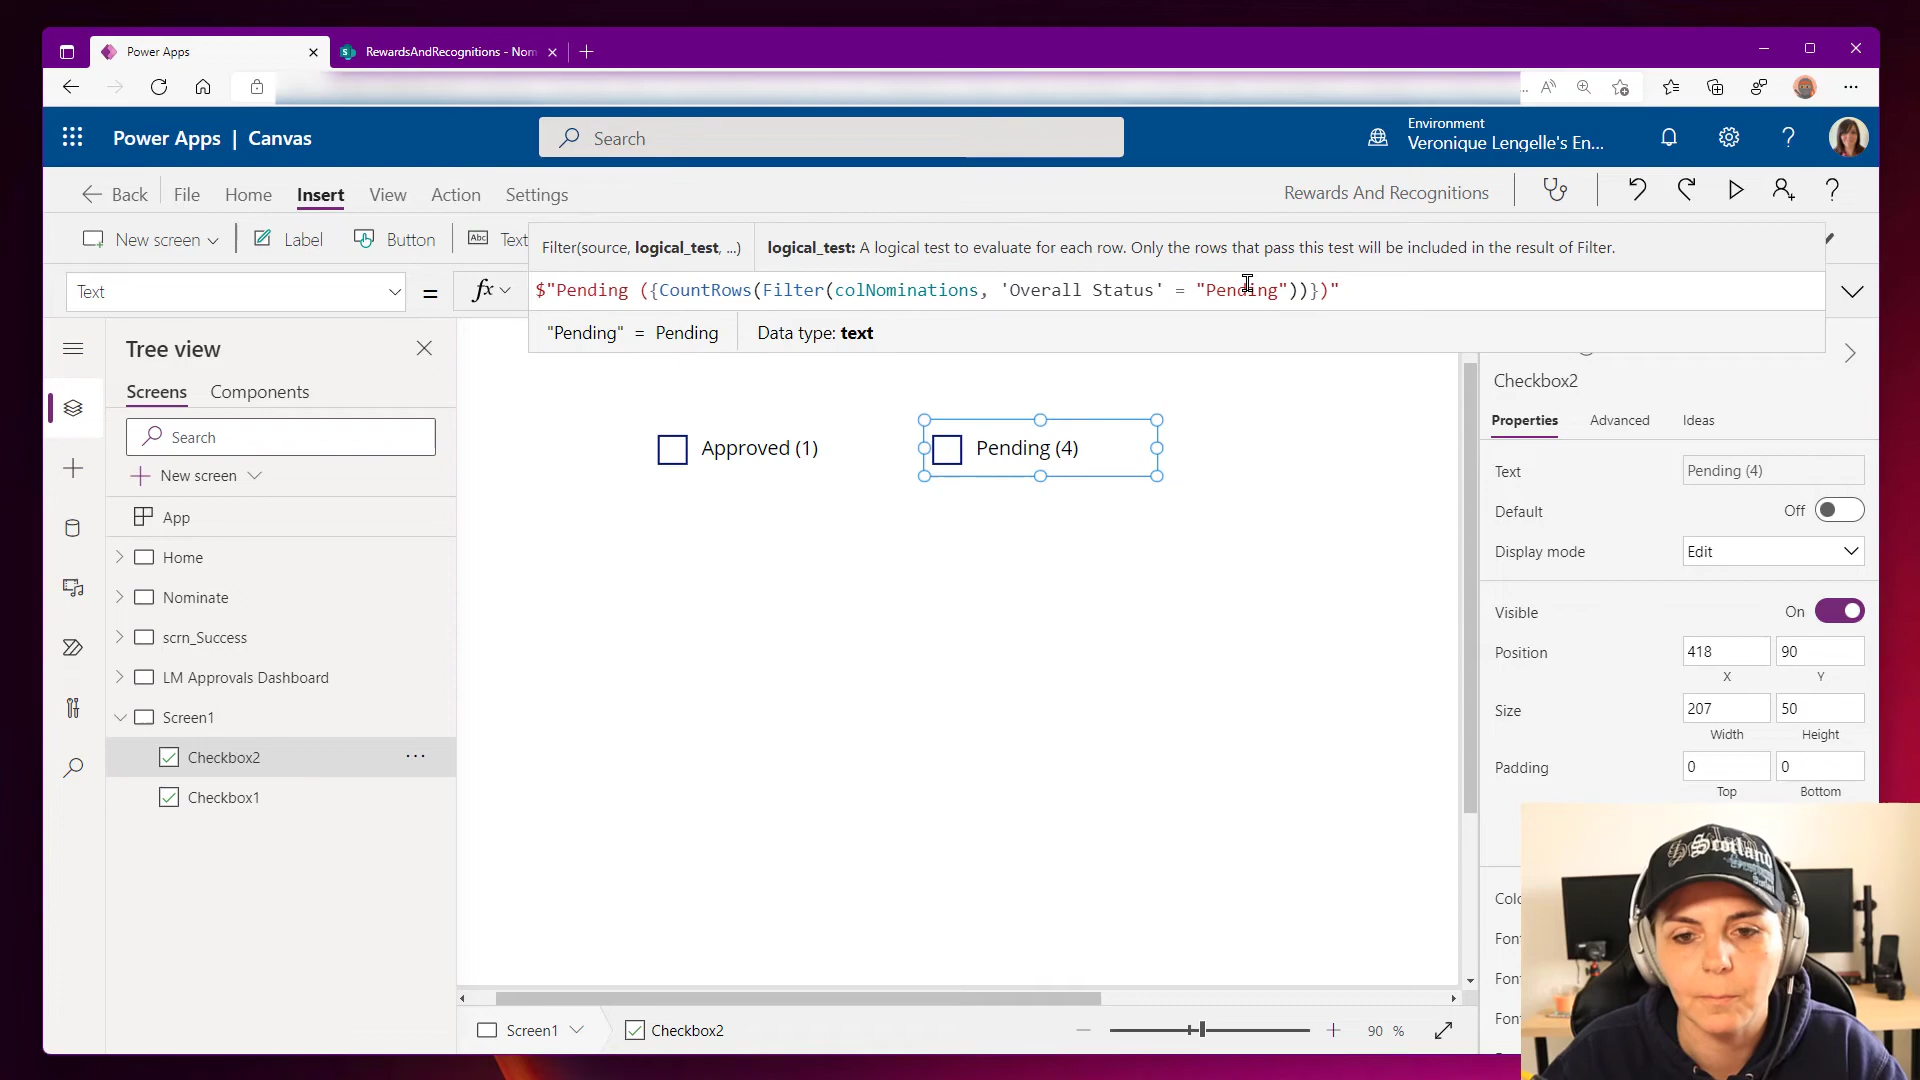 Power Apps
RewardsAndRecognitions - Nom
Power Apps | Canvas
Search
Environment
Veronique Lengelle's En...
Back
File
Home
Insert
View
Action
Settings
Rewards And Recognitions
New screen
Label
Button
Abc
Text
Filter(source, logical_test, ...)
logical_test: A logical test to evaluate for each row. Only the rows that pass this test will be included in the result of Filter.
Text
=
fx
$"Pending ({CountRows(Filter(colNominations, 'Overall Status' = "Pending"))})"
"Pending" = Pending
Data type: text
Tree view
Screens
Components
Search
New screen
App
Home
Nominate
scrn_Success
LM Approvals Dashboard
Screen1
Checkbox2
...
Checkbox1
Approved (1)
Pending (4)
Checkbox2
Properties
Advanced
Ideas
Text
Pending (4)
Default
Off
Display mode
Edit
Visible
On
Position
418
90
X
Y
Size
207
50
Width
Height
Padding
0
0
Top
Bottom
Font
Font
Font
Scotland
Screen1
Checkbox2
90 %